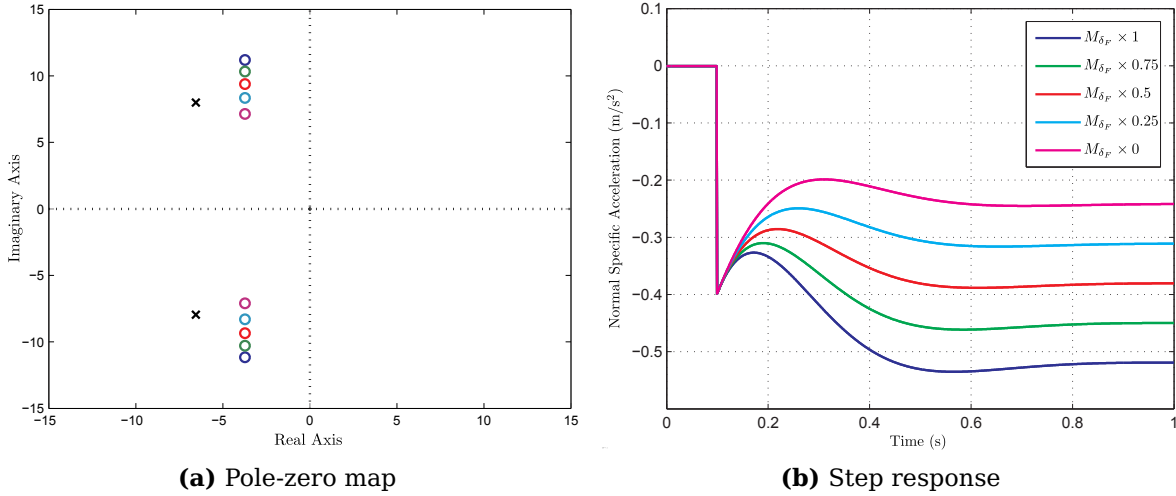 15
10
5
0
−5
−10
−15
−15
−10
−5
0
5
10
15
Imaginary Axis
Real Axis
(a) Pole-zero map
0.1
0
−0.1
−0.2
−0.3
−0.4
−0.5
0
0.2
0.4
0.6
0.8
1
Normal Specific Acceleration (m/s²)
Time (s)
M_{δ_F} × 1
M_{δ_F} × 0.75
M_{δ_F} × 0.5
M_{δ_F} × 0.25
M_{δ_F} × 0
(b) Step response